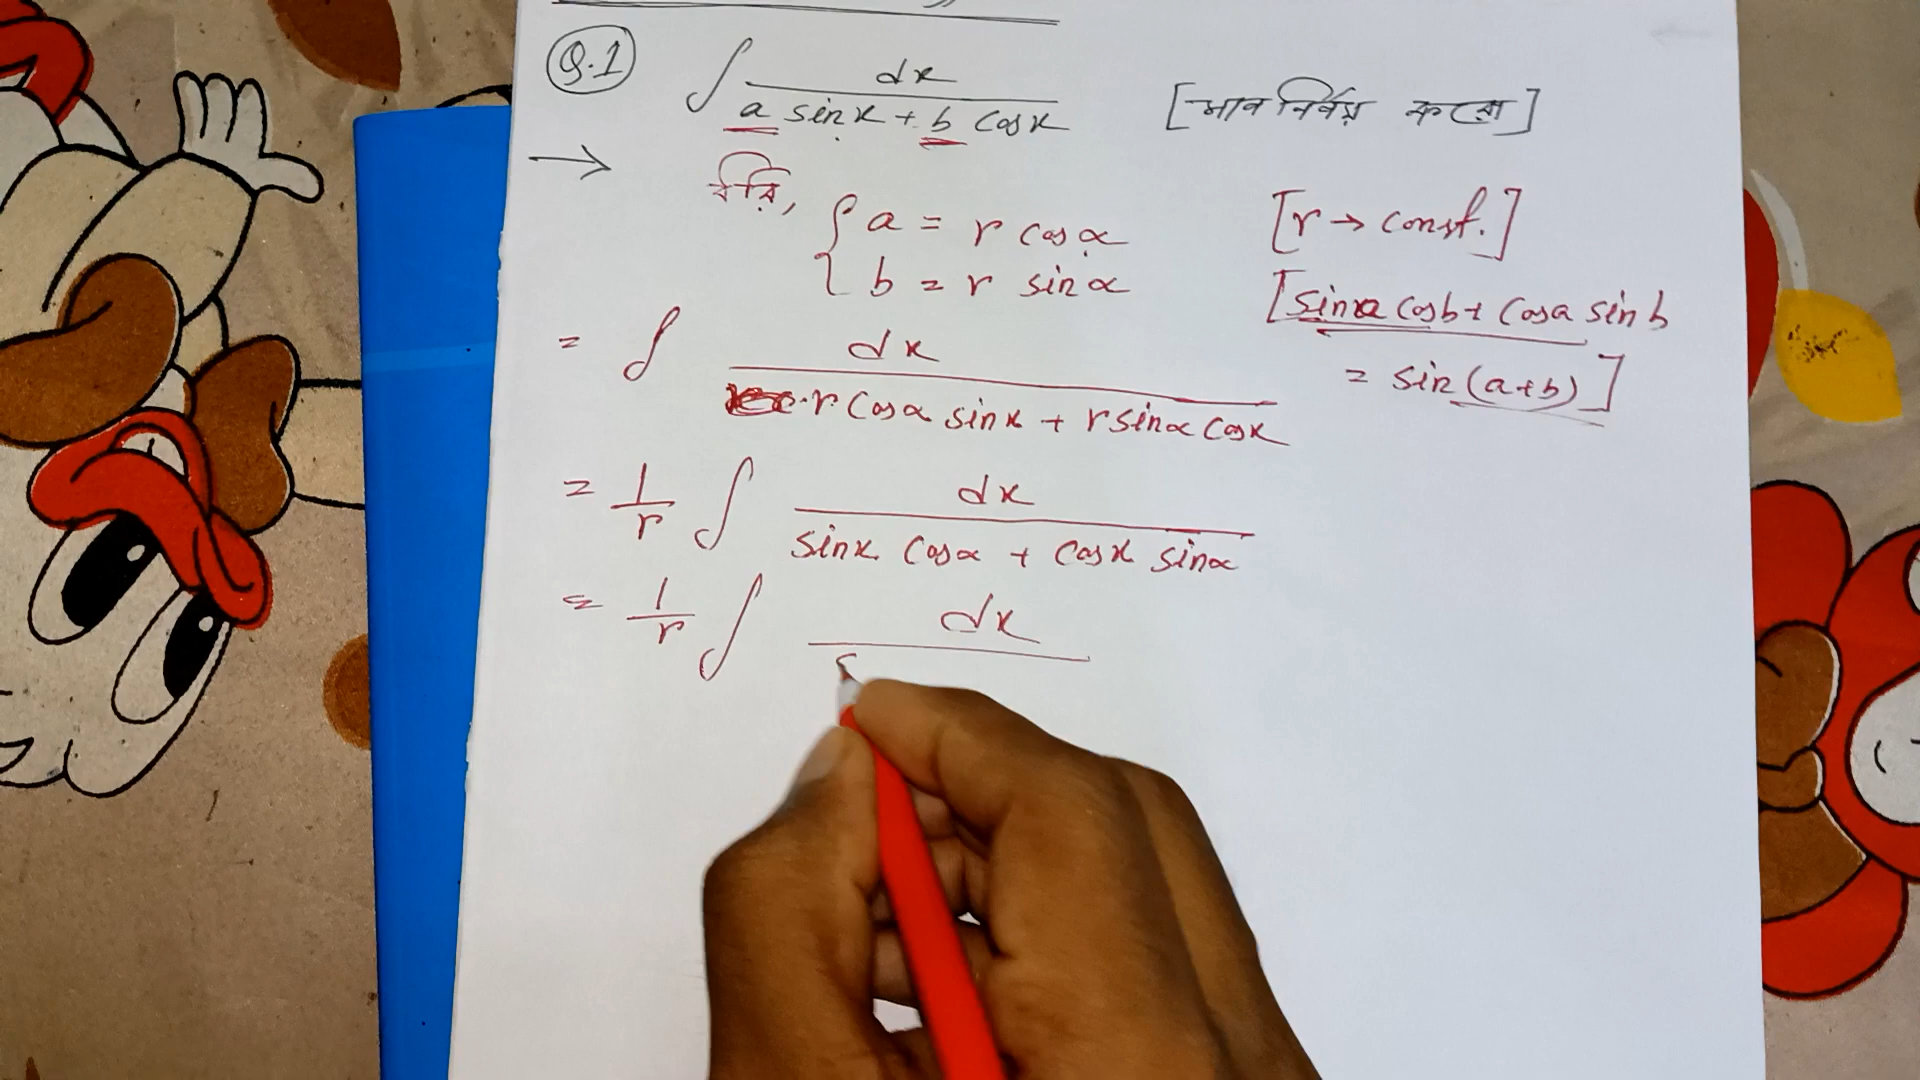 Q.1 ∫ dx / (a sinx + b cosx) [মান নির্ণয় করো]
→ ধরি, { a = r cosα [r → const.]
b = r sinα [sina cosb + cosa sinb
= ∫ dx / (r cosα sinx + r sinα cosx) = sin(a+b)]
= 1/r ∫ dx / (sinx. cosα + cosx sinα)
= 1/r ∫ dx / s